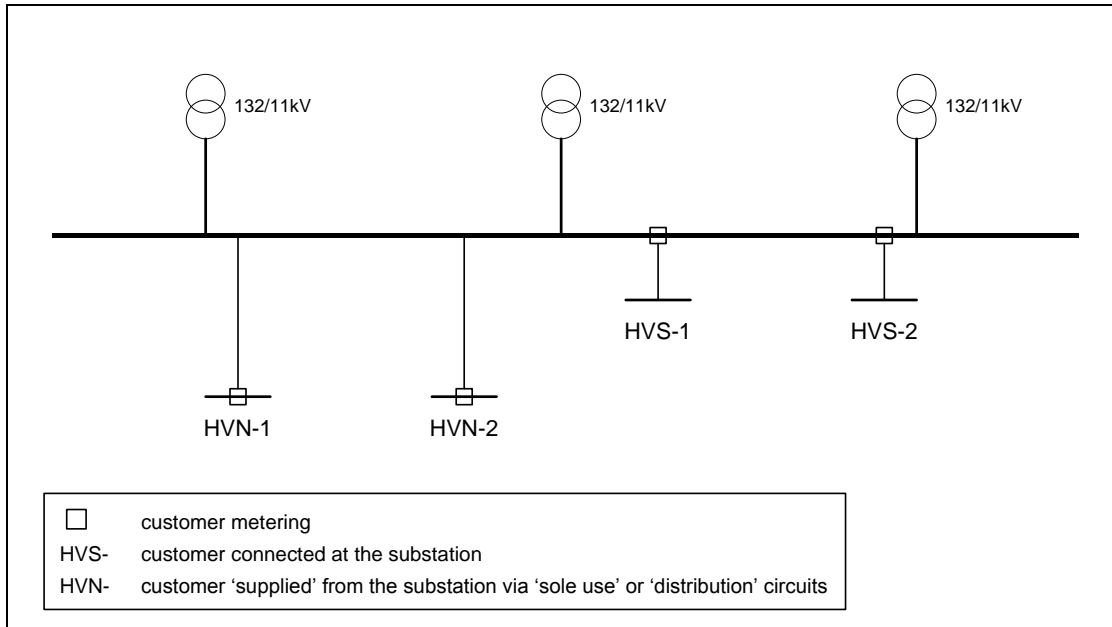 132/11kV
132/11kV
132/11kV
HVS-1
HVS-2
HVN-1
HVN-2
customer metering
HVS- customer connected at the substation
HVN- customer ‘supplied’ from the substation via ‘sole use’ or ‘distribution’ circuits